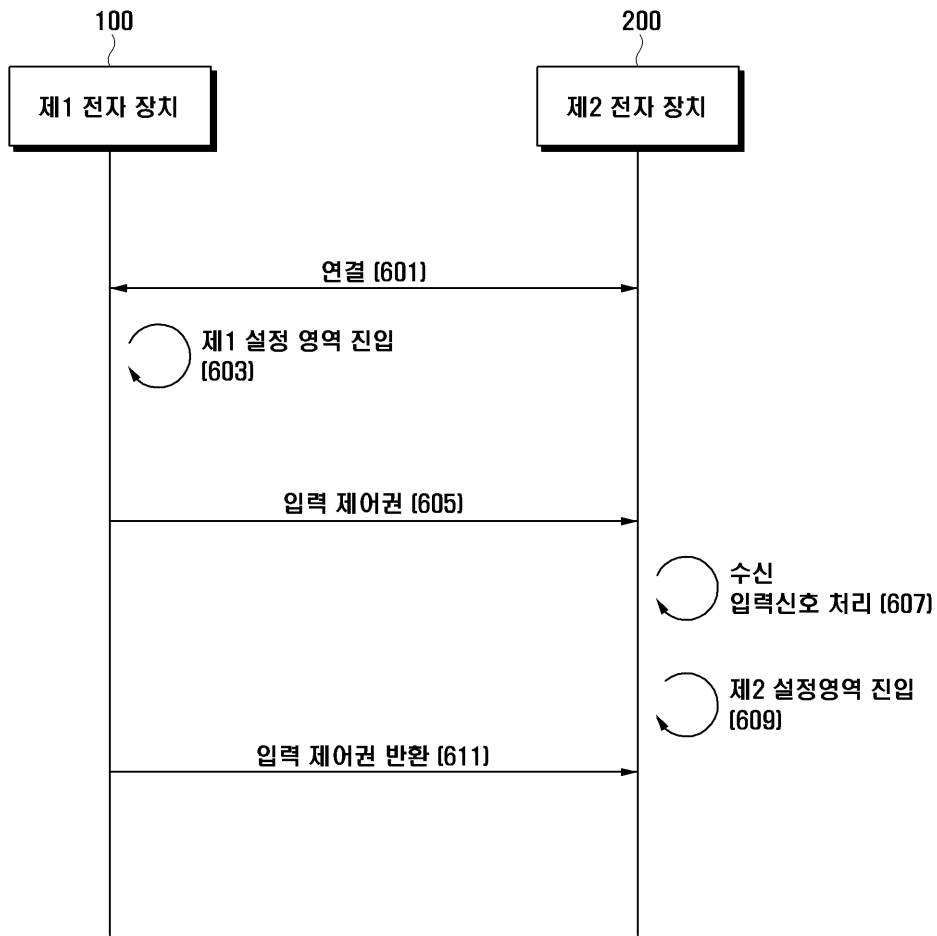 100
200
제1 전자 장치
제2 전자 장치
연결 (601)
제1 설정 영역 진입
(603)
입력 제어권 (605)
수신
입력신호 처리 (607)
제2 설정영역 진입
(609)
입력 제어권 반환 (611)